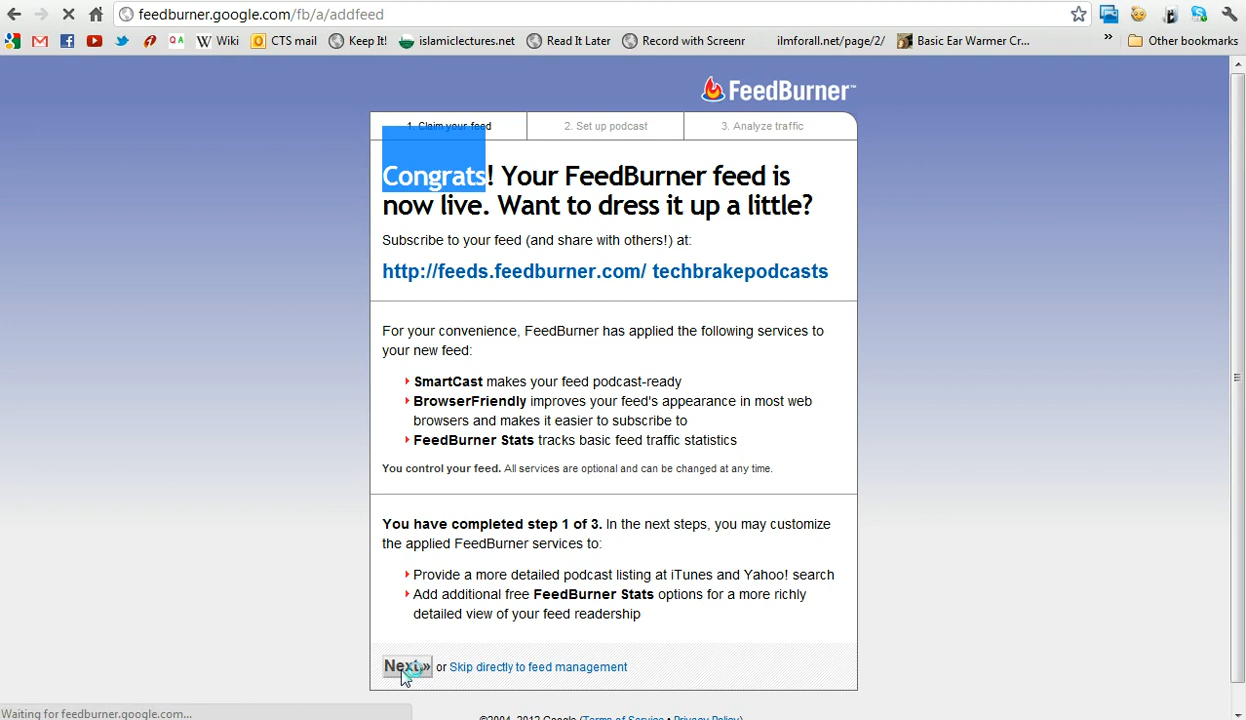 feedburner.google.com/fb/a/addfeed
Wiki CTS mail Keep It! islamiclectures.net Read It Later Record with Screenr ilmforall.net/page/2/ Basic Ear Warmer Cr... » Other bookmarks
FeedBurner™
1. Claim your feed 2. Set up podcast 3. Analyze traffic
Congrats! Your FeedBurner feed is
now live. Want to dress it up a little?
Subscribe to your feed (and share with others!) at:
http://feeds.feedburner.com/ techbrakepodcasts
For your convenience, FeedBurner has applied the following services to
your new feed:
SmartCast makes your feed podcast-ready
BrowserFriendly improves your feed's appearance in most web
browsers and makes it easier to subscribe to
FeedBurner Stats tracks basic feed traffic statistics
You control your feed. All services are optional and can be changed at any time.
You have completed step 1 of 3. In the next steps, you may customize
the applied FeedBurner services to:
Provide a more detailed podcast listing at iTunes and Yahoo! search
Add additional free FeedBurner Stats options for a more richly
detailed view of your feed readership
Next » or Skip directly to feed management
Waiting for feedburner.google.com...
©2004–2012 Google (Terms of Service • Privacy Policy)